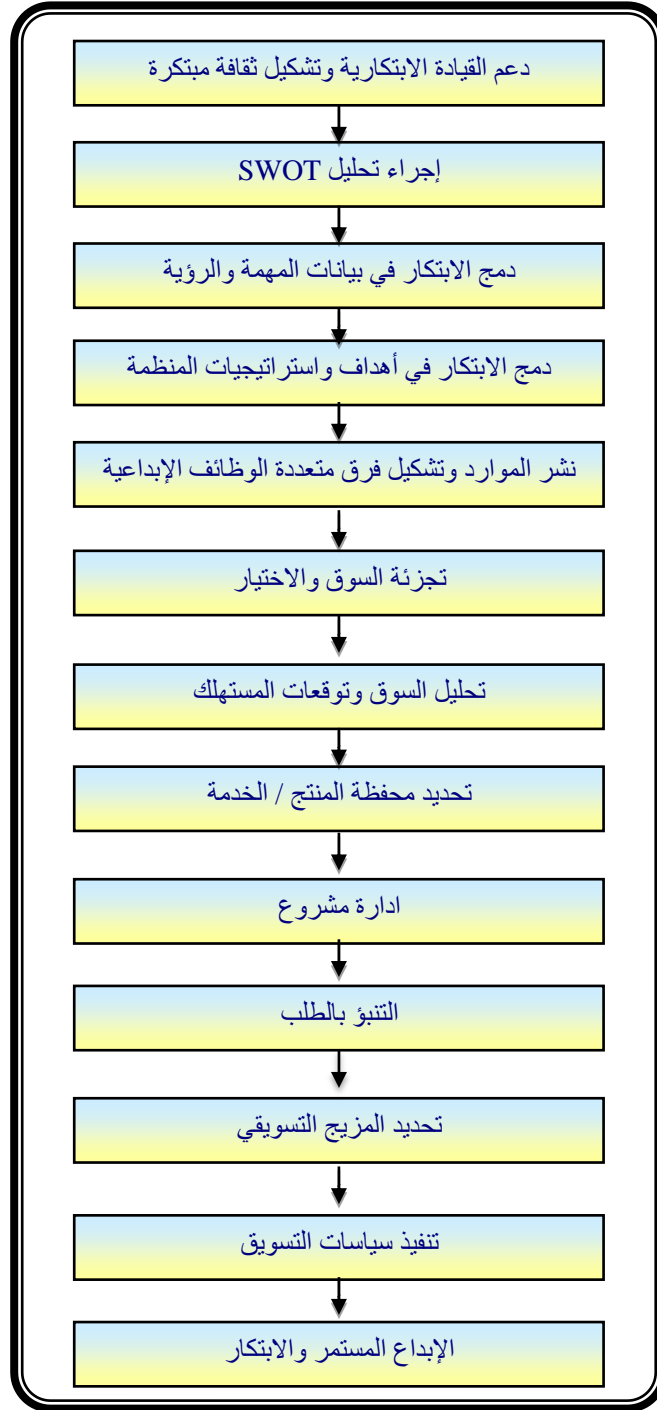 دعم القيادة الابتكارية وتشكيل ثقافة مبتكرة
إجراء تحليل SWOT
دمج الابتكار في بيانات المهمة والرؤية
دمج الابتكار في أهداف واستراتيجيات المنظمة
نشر الموارد وتشكيل فرق متعددة الوظائف الإبداعية
تجزئة السوق والاختيار
تحليل السوق وتوقعات المستهلك
تحديد محفظة المنتج / الخدمة
ادارة مشروع
التنبؤ بالطلب
تحديد المزيج التسويقي
تنفيذ سياسات التسويق
الإبداع المستمر والابتكار